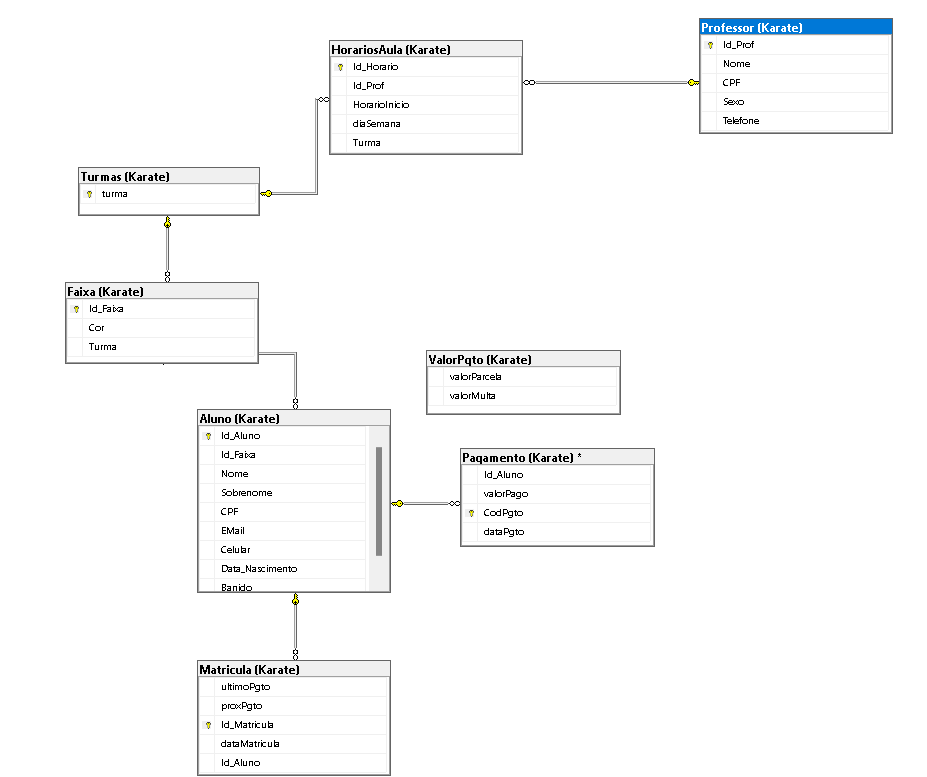 Professor (Karate)
Id_Prof
Nome
CPF
Sexo
Telefone
HorariosAula (Karate)
Id_Horario
Id_Prof
HorarioInicio
diaSemana
Turma
Turmas (Karate)
turma
Faixa (Karate)
Id_Faixa
Cor
Turma
ValorPgto (Karate)
valorParcela
valorMulta
Aluno (Karate)
Id_Aluno
Id_Faixa
Nome
Sobrenome
CPF
EMail
Celular
Data_Nascimento
Banido
Pagamento (Karate) *
Id_Aluno
valorPago
CodPgto
dataPgto
Matricula (Karate)
ultimoPgto
proxPgto
Id_Matricula
dataMatricula
Id_Aluno